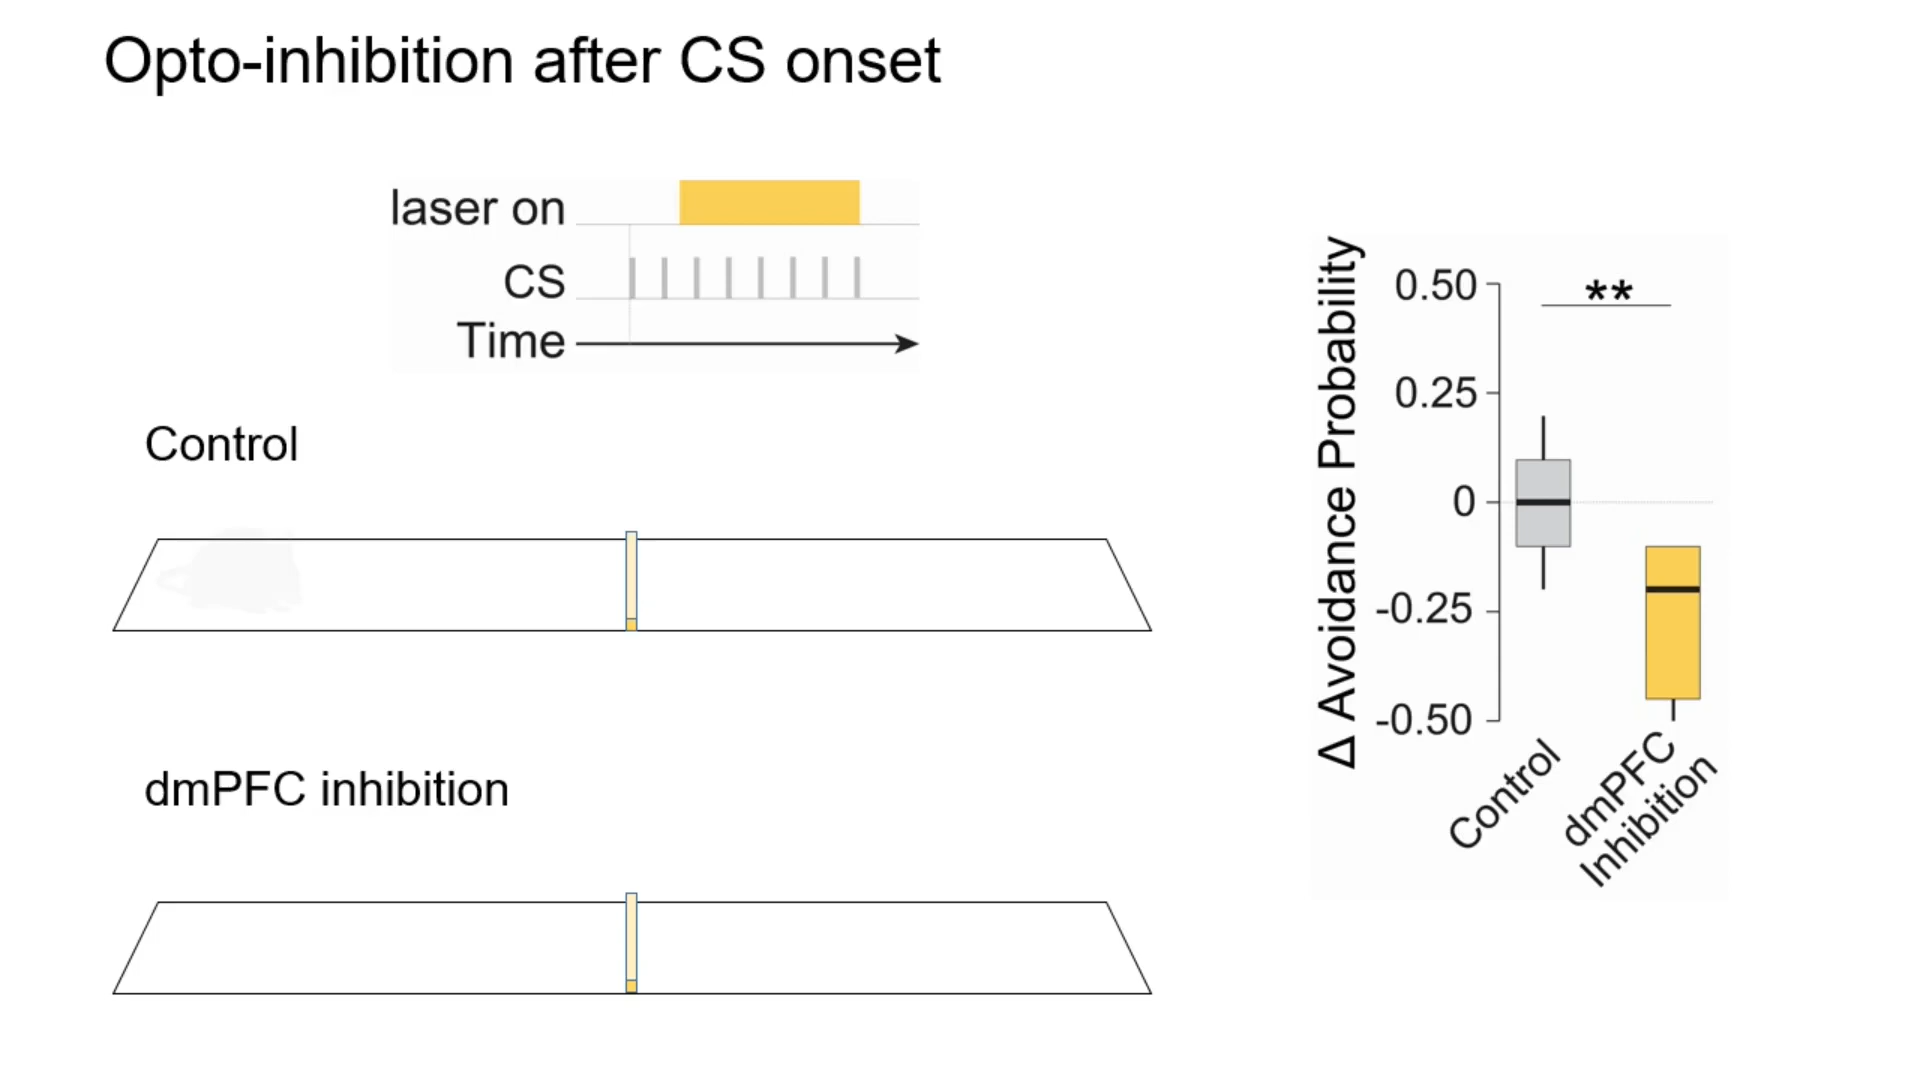 Opto-inhibition after CS onset
laser on
CS
Time
Control
dmPFC inhibition
Δ Avoidance Probability
0.50
0.25
0
-0.25
-0.50
**
Control
dmPFC
Inhibition